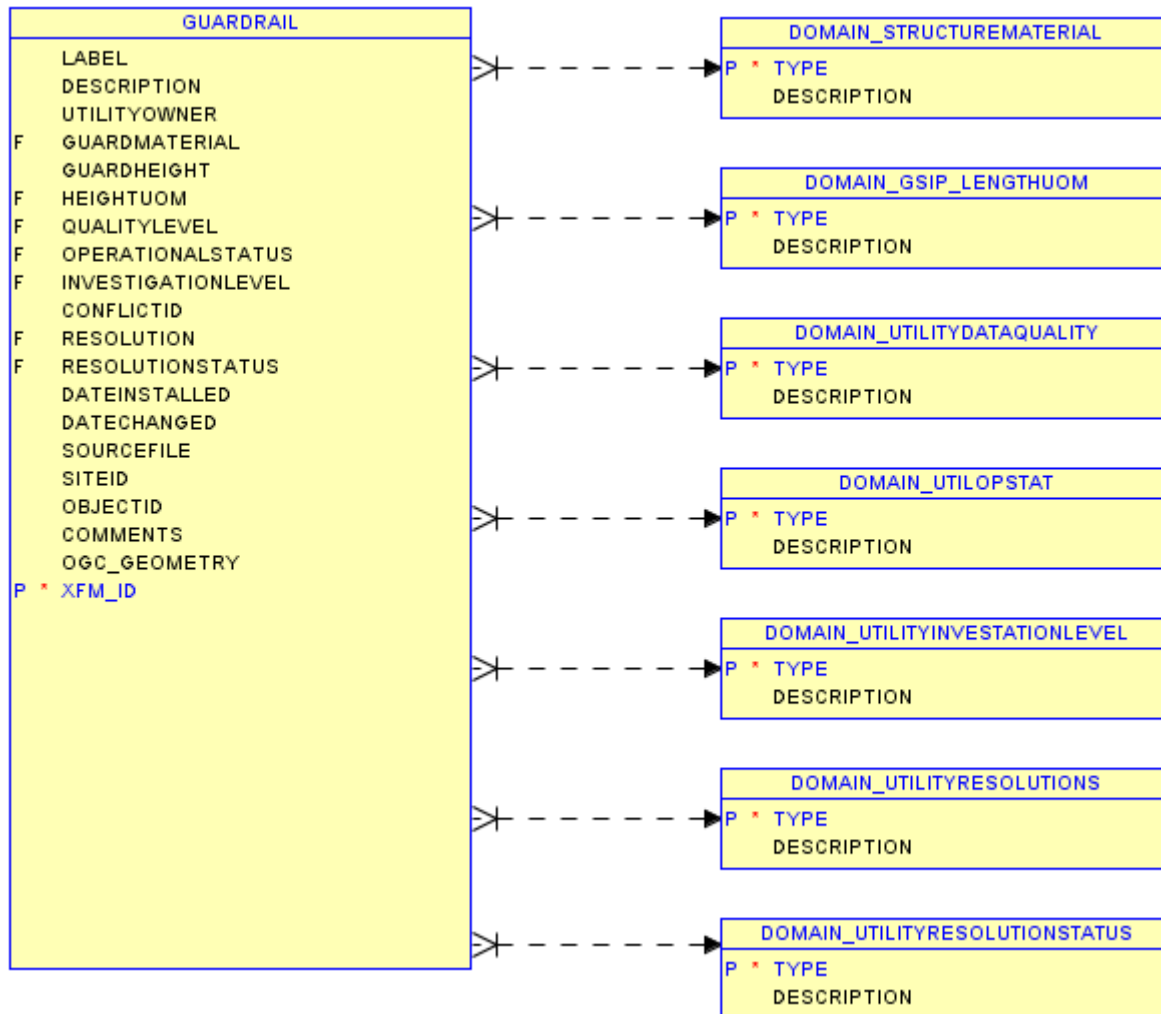 GUARDRAIL
LABEL
DESCRIPTION
UTILITYOWNER
F GUARDMATERIAL
GUARDHEIGHT
F HEIGHTUOM
F QUALITYLEVEL
F OPERATIONALSTATUS
F INVESTIGATIONLEVEL
CONFLICTID
F RESOLUTION
F RESOLUTIONSTATUS
DATEINSTALLED
DATECHANGED
SOURCEFILE
SITEID
OBJECTID
COMMENTS
OGC_GEOMETRY
P * XFM_ID
DOMAIN_STRUCTUREMATERIAL
P * TYPE
DESCRIPTION
DOMAIN_GSIP_LENGTHUOM
P * TYPE
DESCRIPTION
DOMAIN_UTILITYDATAQUALITY
P * TYPE
DESCRIPTION
DOMAIN_UTILOPSTAT
P * TYPE
DESCRIPTION
DOMAIN_UTILITYINVESTATIONLEVEL
P * TYPE
DESCRIPTION
DOMAIN_UTILITYRESOLUTIONS
P * TYPE
DESCRIPTION
DOMAIN_UTILITYRESOLUTIONSTATUS
P * TYPE
DESCRIPTION